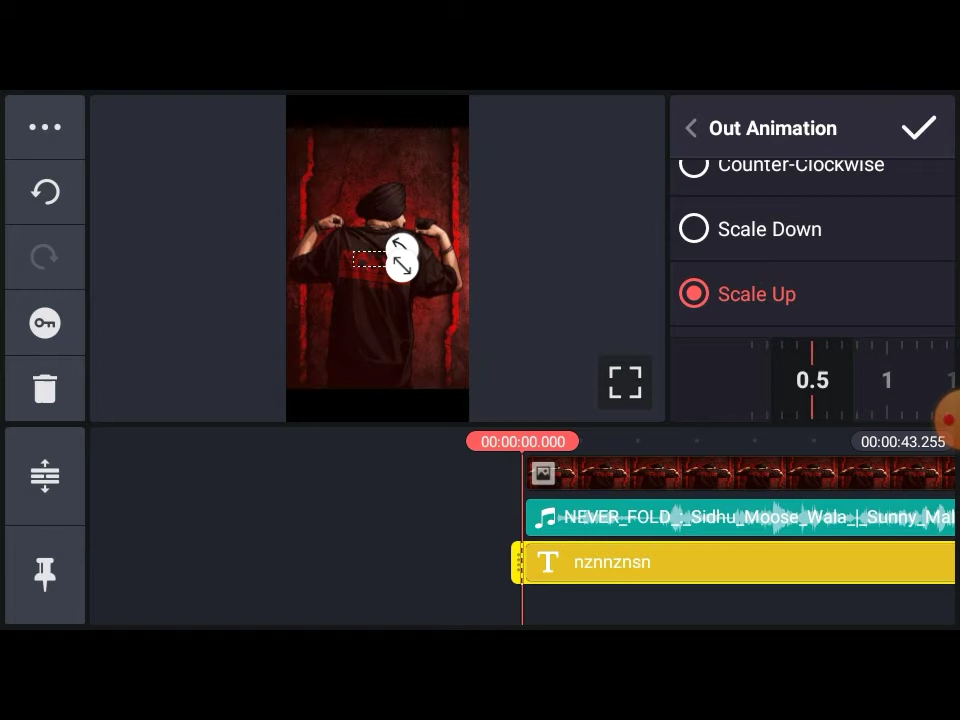 Out Animation
Counter-Clockwise
Scale Down
Scale Up
0.5 1
00:00:00.000
00:00:43.255
NEVER_FOLD_:_Sidhu_Moose_Wala_|_Sunny_Mal
T nznnznsn